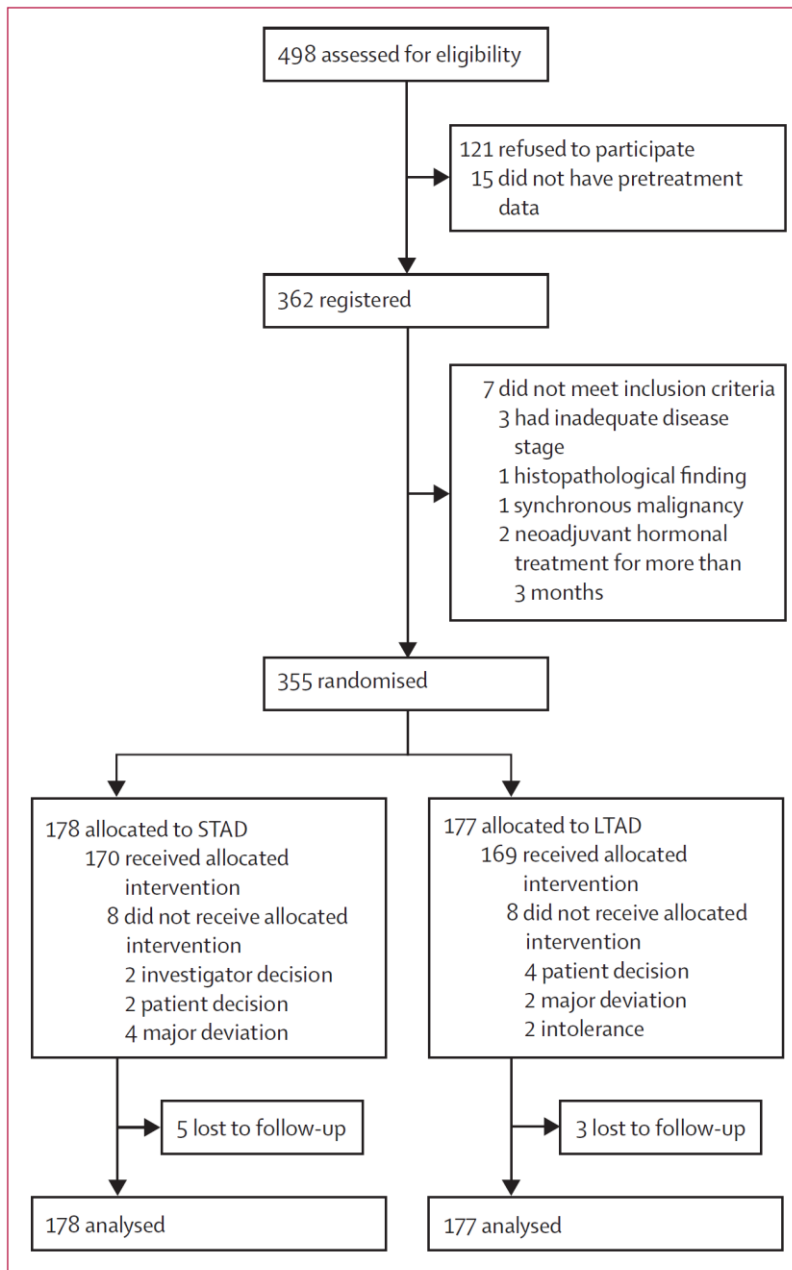 498 assessed for eligibility
121 refused to participate
15 did not have pretreatment
data
362 registered
7 did not meet inclusion criteria
3 had inadequate disease
stage
1 histopathological finding
1 synchronous malignancy
2 neoadjuvant hormonal
treatment for more than
3 months
355 randomised
178 allocated to STAD
170 received allocated
intervention
8 did not receive allocated
intervention
2 investigator decision
2 patient decision
4 major deviation
177 allocated to LTAD
169 received allocated
intervention
8 did not receive allocated
intervention
4 patient decision
2 major deviation
2 intolerance
5 lost to follow-up
3 lost to follow-up
178 analysed
177 analysed